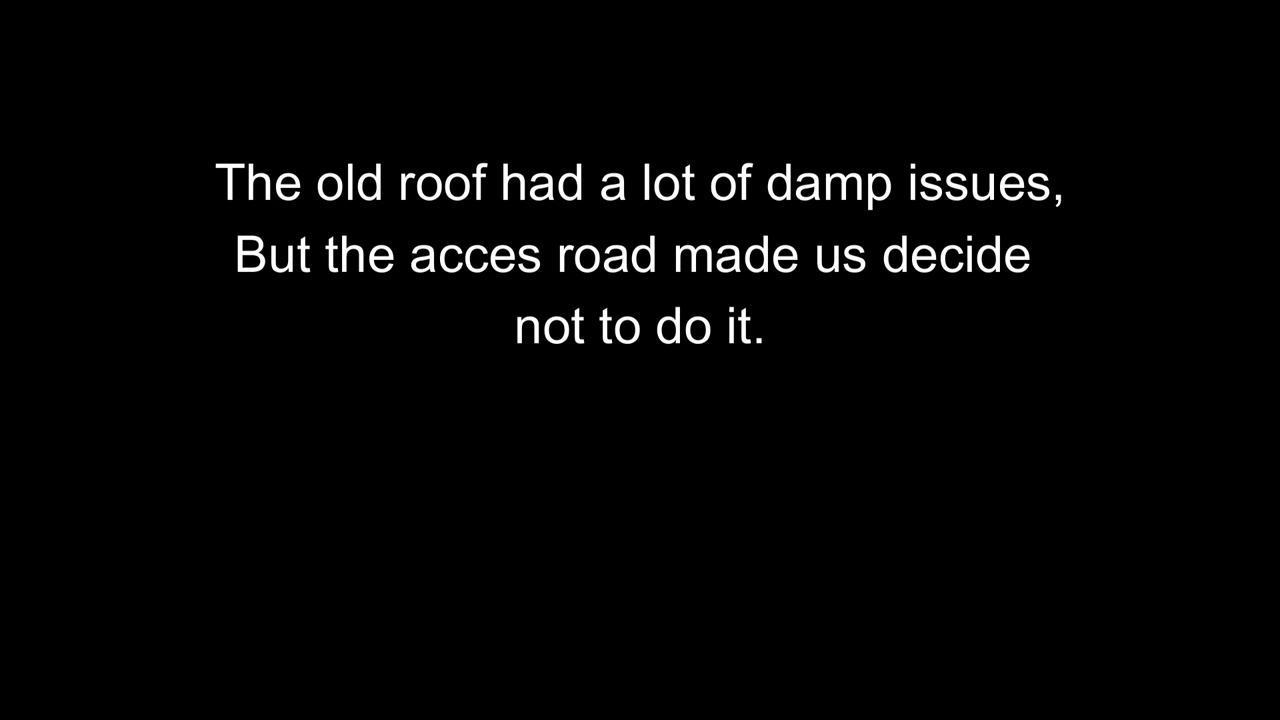 The old roof had a lot of damp issues,
But the acces road made us decide
not to do it.